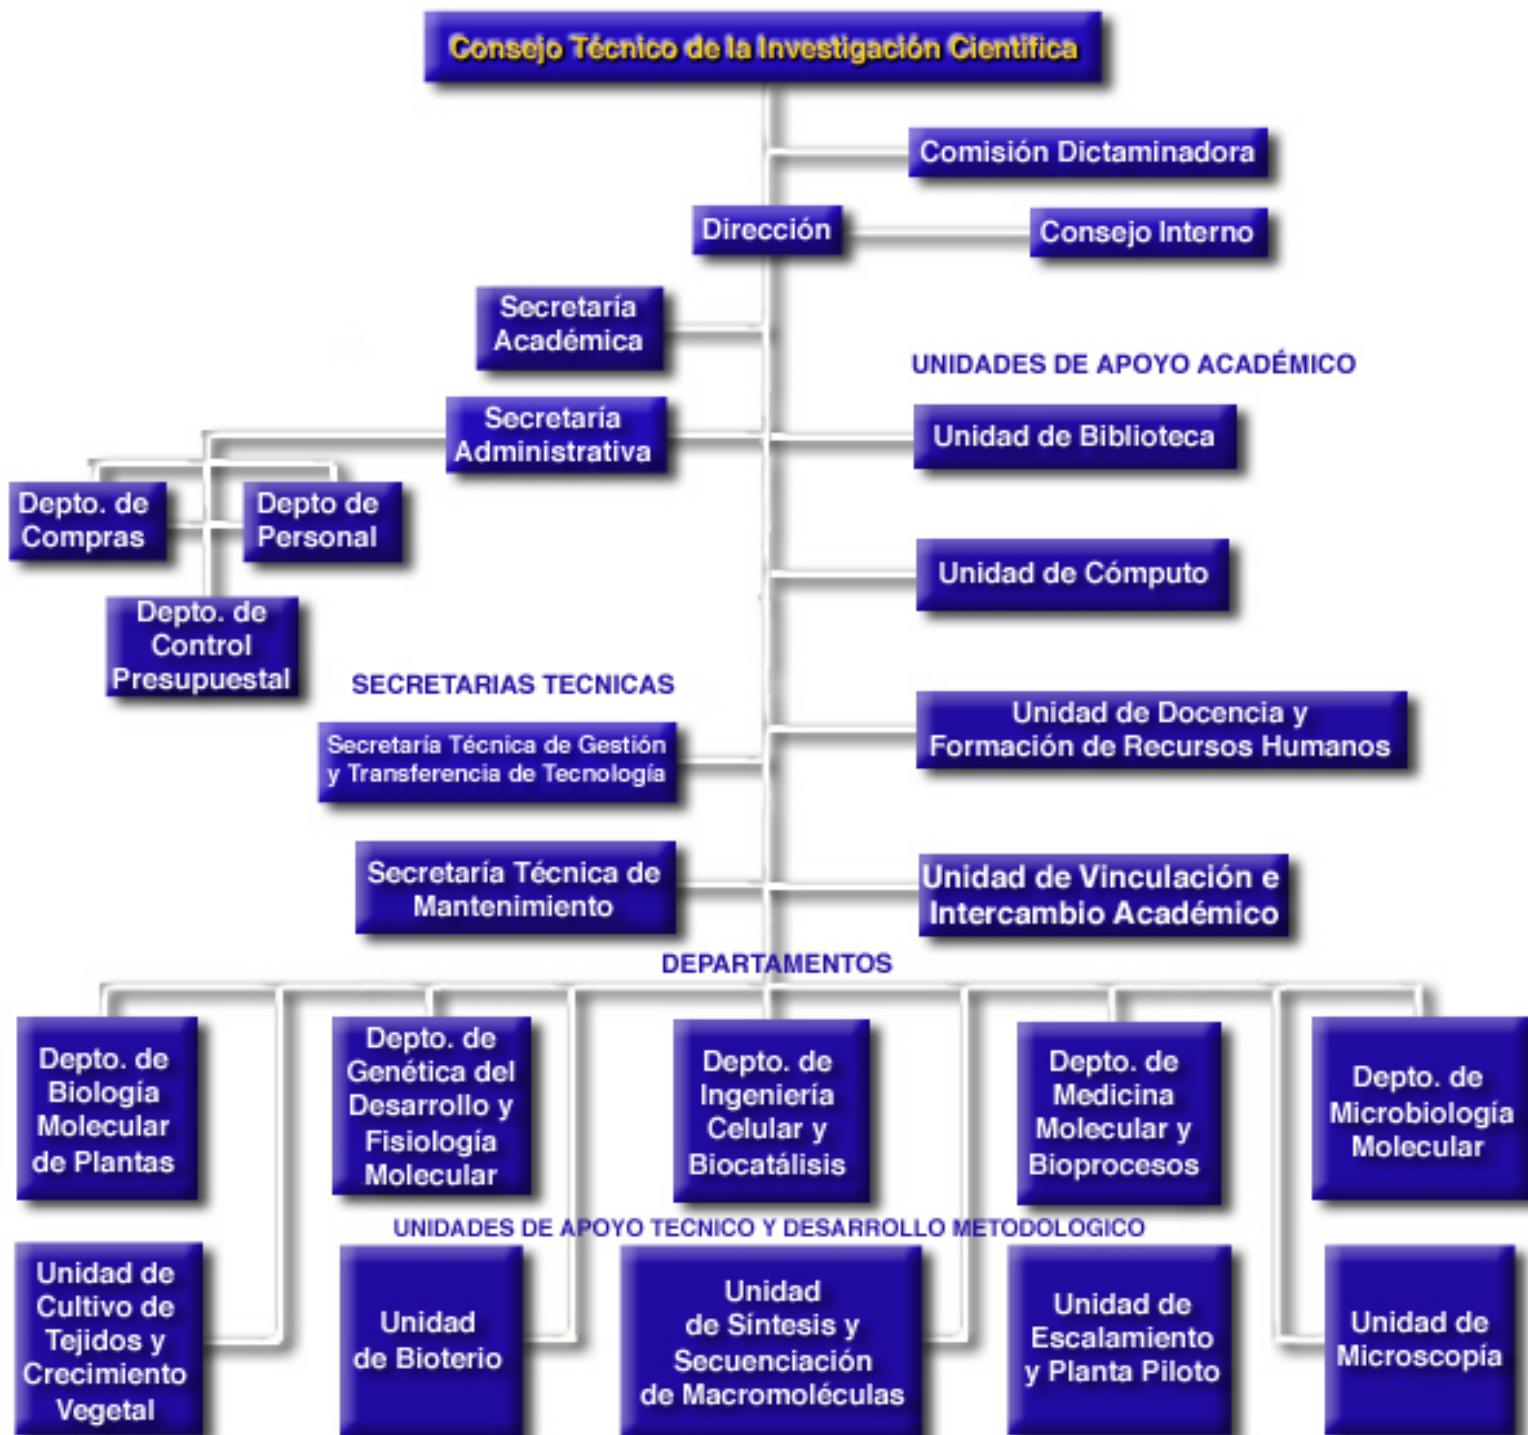 Consejo Técnico de la Investigación Científica
Comisión Dictaminadora
Dirección
Consejo Interno
Secretaría
Académica
UNIDADES DE APOYO ACADÉMICO
Secretaría
Administrativa
Unidad de Biblioteca
Depto. de
Compras
Depto de
Personal
Unidad de Cómputo
Depto. de
Control
Presupuestal
SECRETARIAS TECNICAS
Secretaría Técnica de Gestión
y Transferencia de Tecnología
Unidad de Docencia y
Formación de Recursos Humanos
Secretaría Técnica de
Mantenimiento
Unidad de Vinculación e
Intercambio Académico
DEPARTAMENTOS
Depto. de
Biología
Molecular
de Plantas
Depto. de
Genética del
Desarrollo y
Fisiología
Molecular
Depto. de
Ingeniería
Celular y
Biocatálisis
Depto. de
Medicina
Molecular y
Bioprocesos
Depto. de
Microbiología
Molecular
UNIDADES DE APOYO TECNICO Y DESARROLLO METODOLOGICO
Unidad de
Cultivo de
Tejidos y
Crecimiento
Vegetal
Unidad
de Bioterio
Unidad
de Síntesis y
Secuenciación
de Macromoléculas
Unidad de
Escalamiento
y Planta Piloto
Unidad de
Microscopía